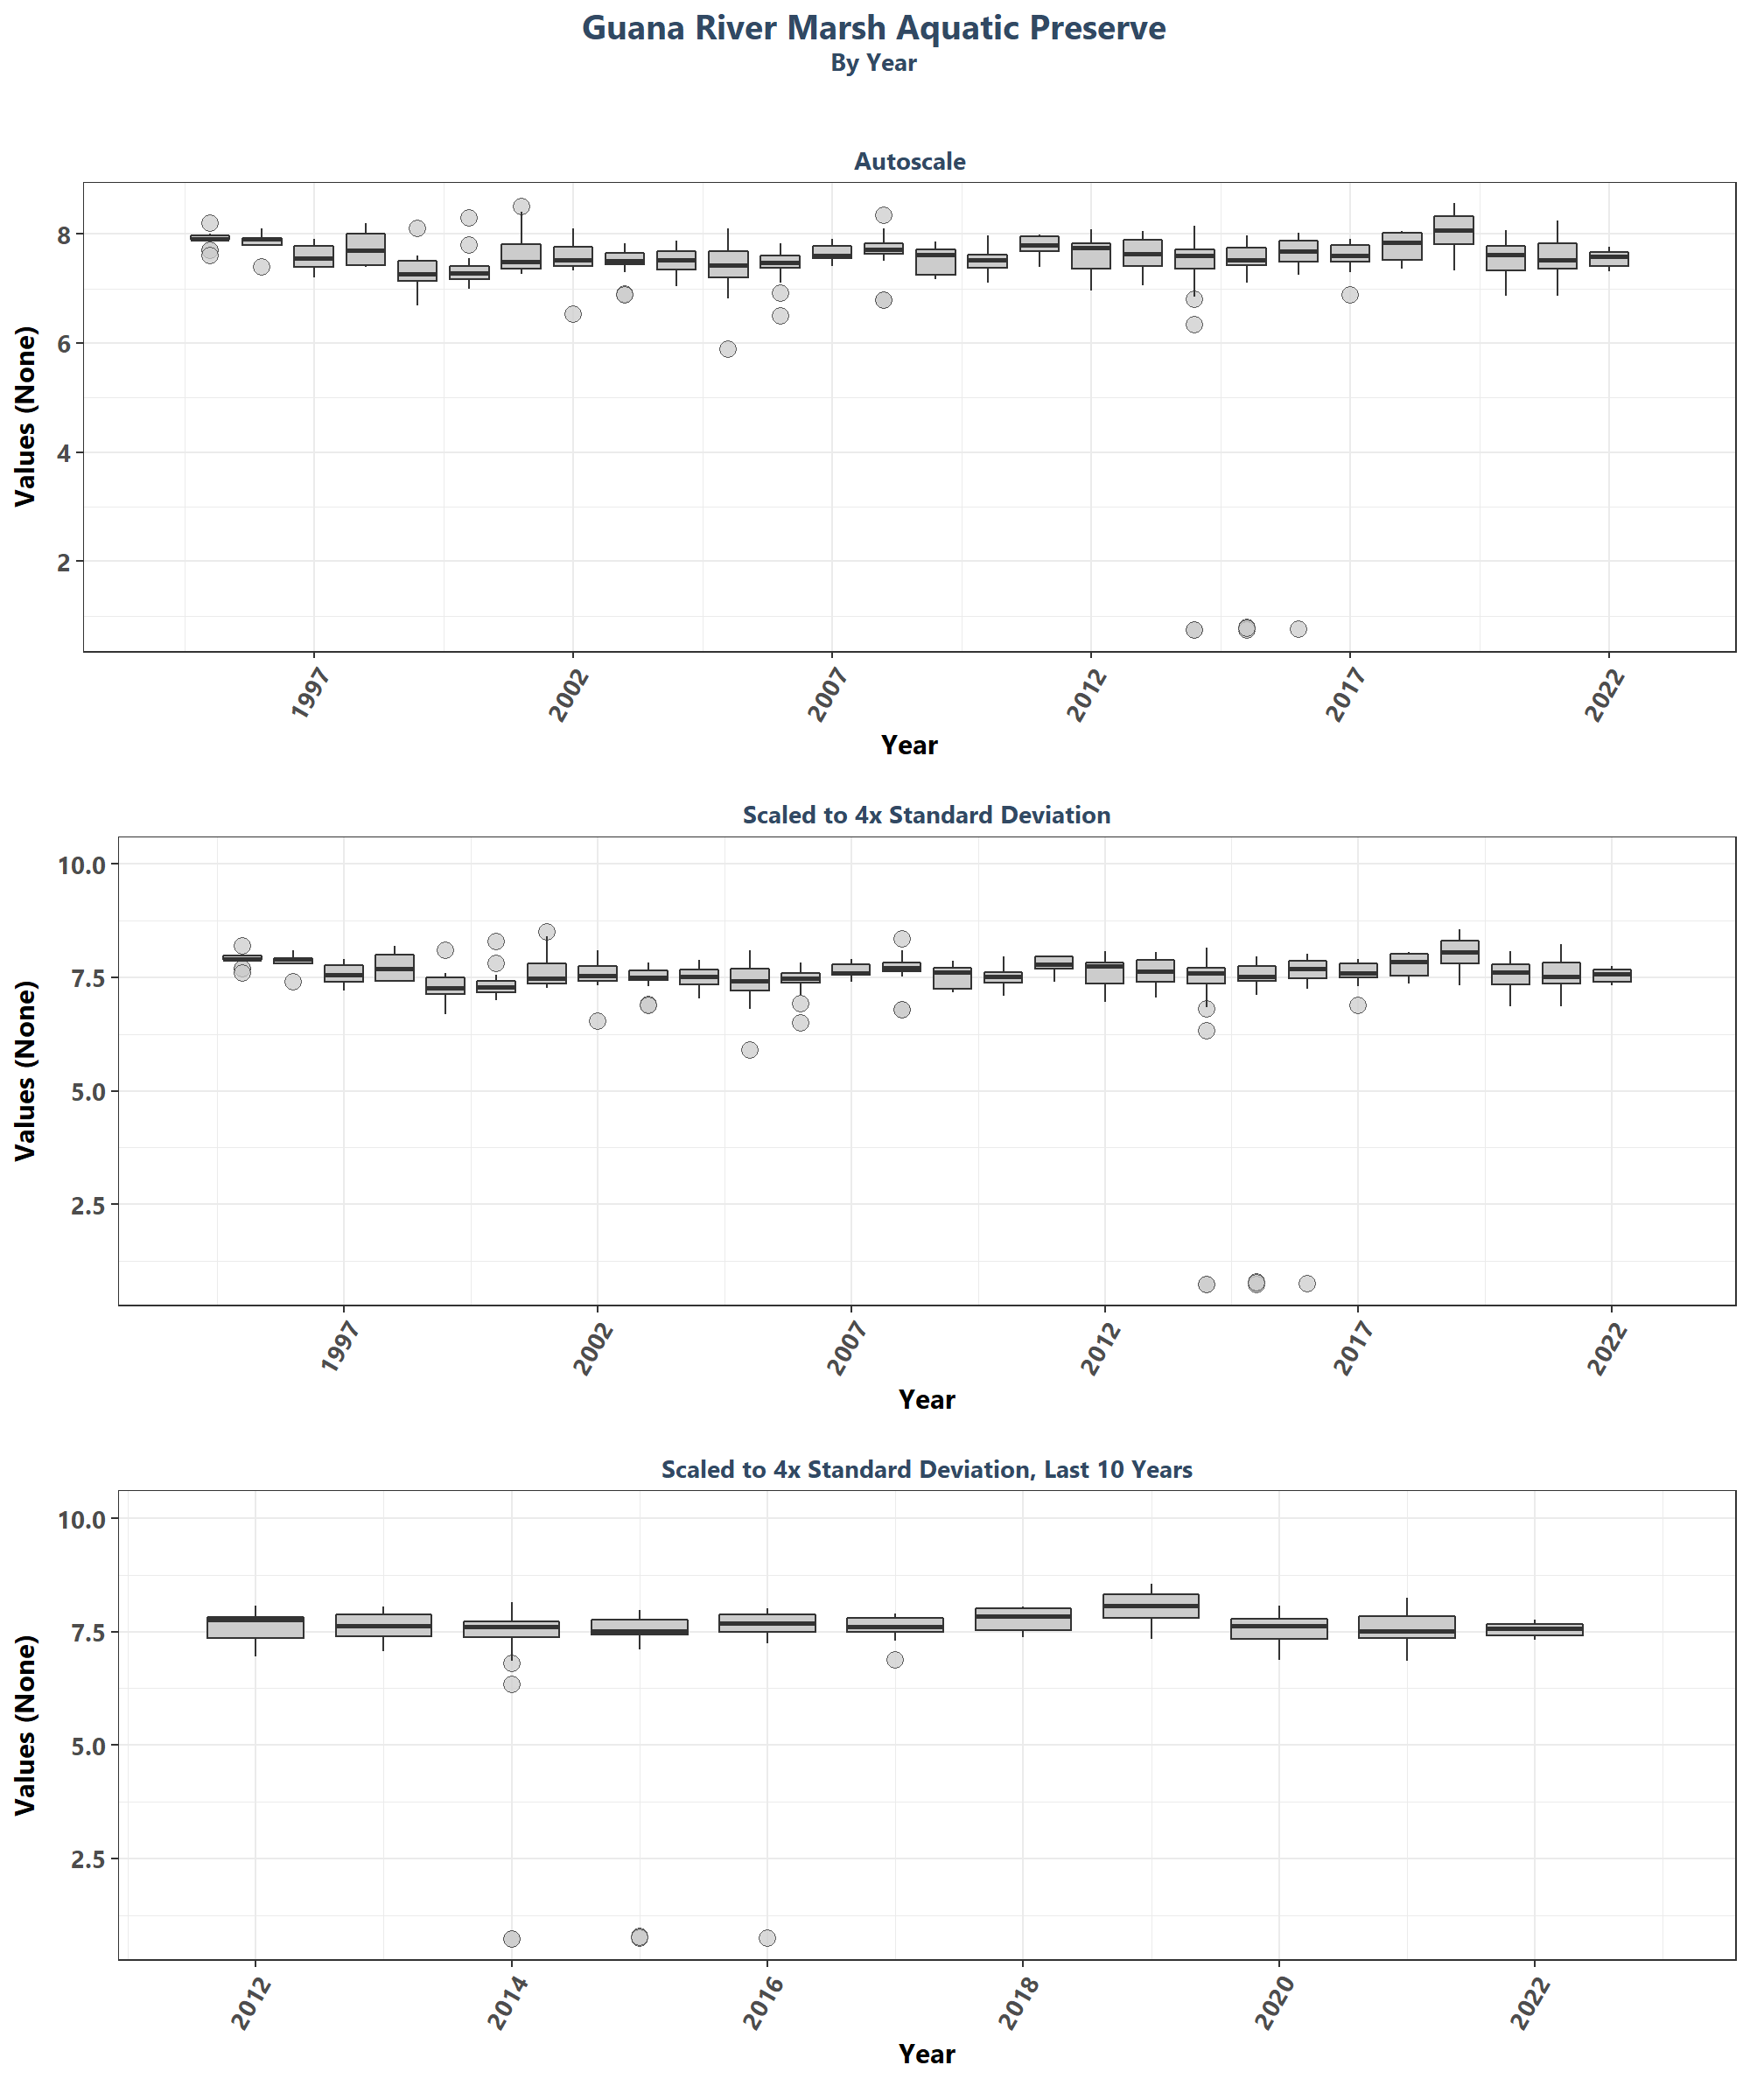 Guana River Marsh Aquatic Preserve
By Year
Autoscale
Values (None)
8
6
4
2
1997
2002
2007
2012
2017
2022
Year
Scaled to 4x Standard Deviation
Values (None)
10.0
7.5
5.0
2.5
1997
2002
2007
2012
2017
2022
Year
Scaled to 4x Standard Deviation, Last 10 Years
Values (None)
10.0
7.5
5.0
2.5
2012
2014
2016
2018
2020
2022
Year